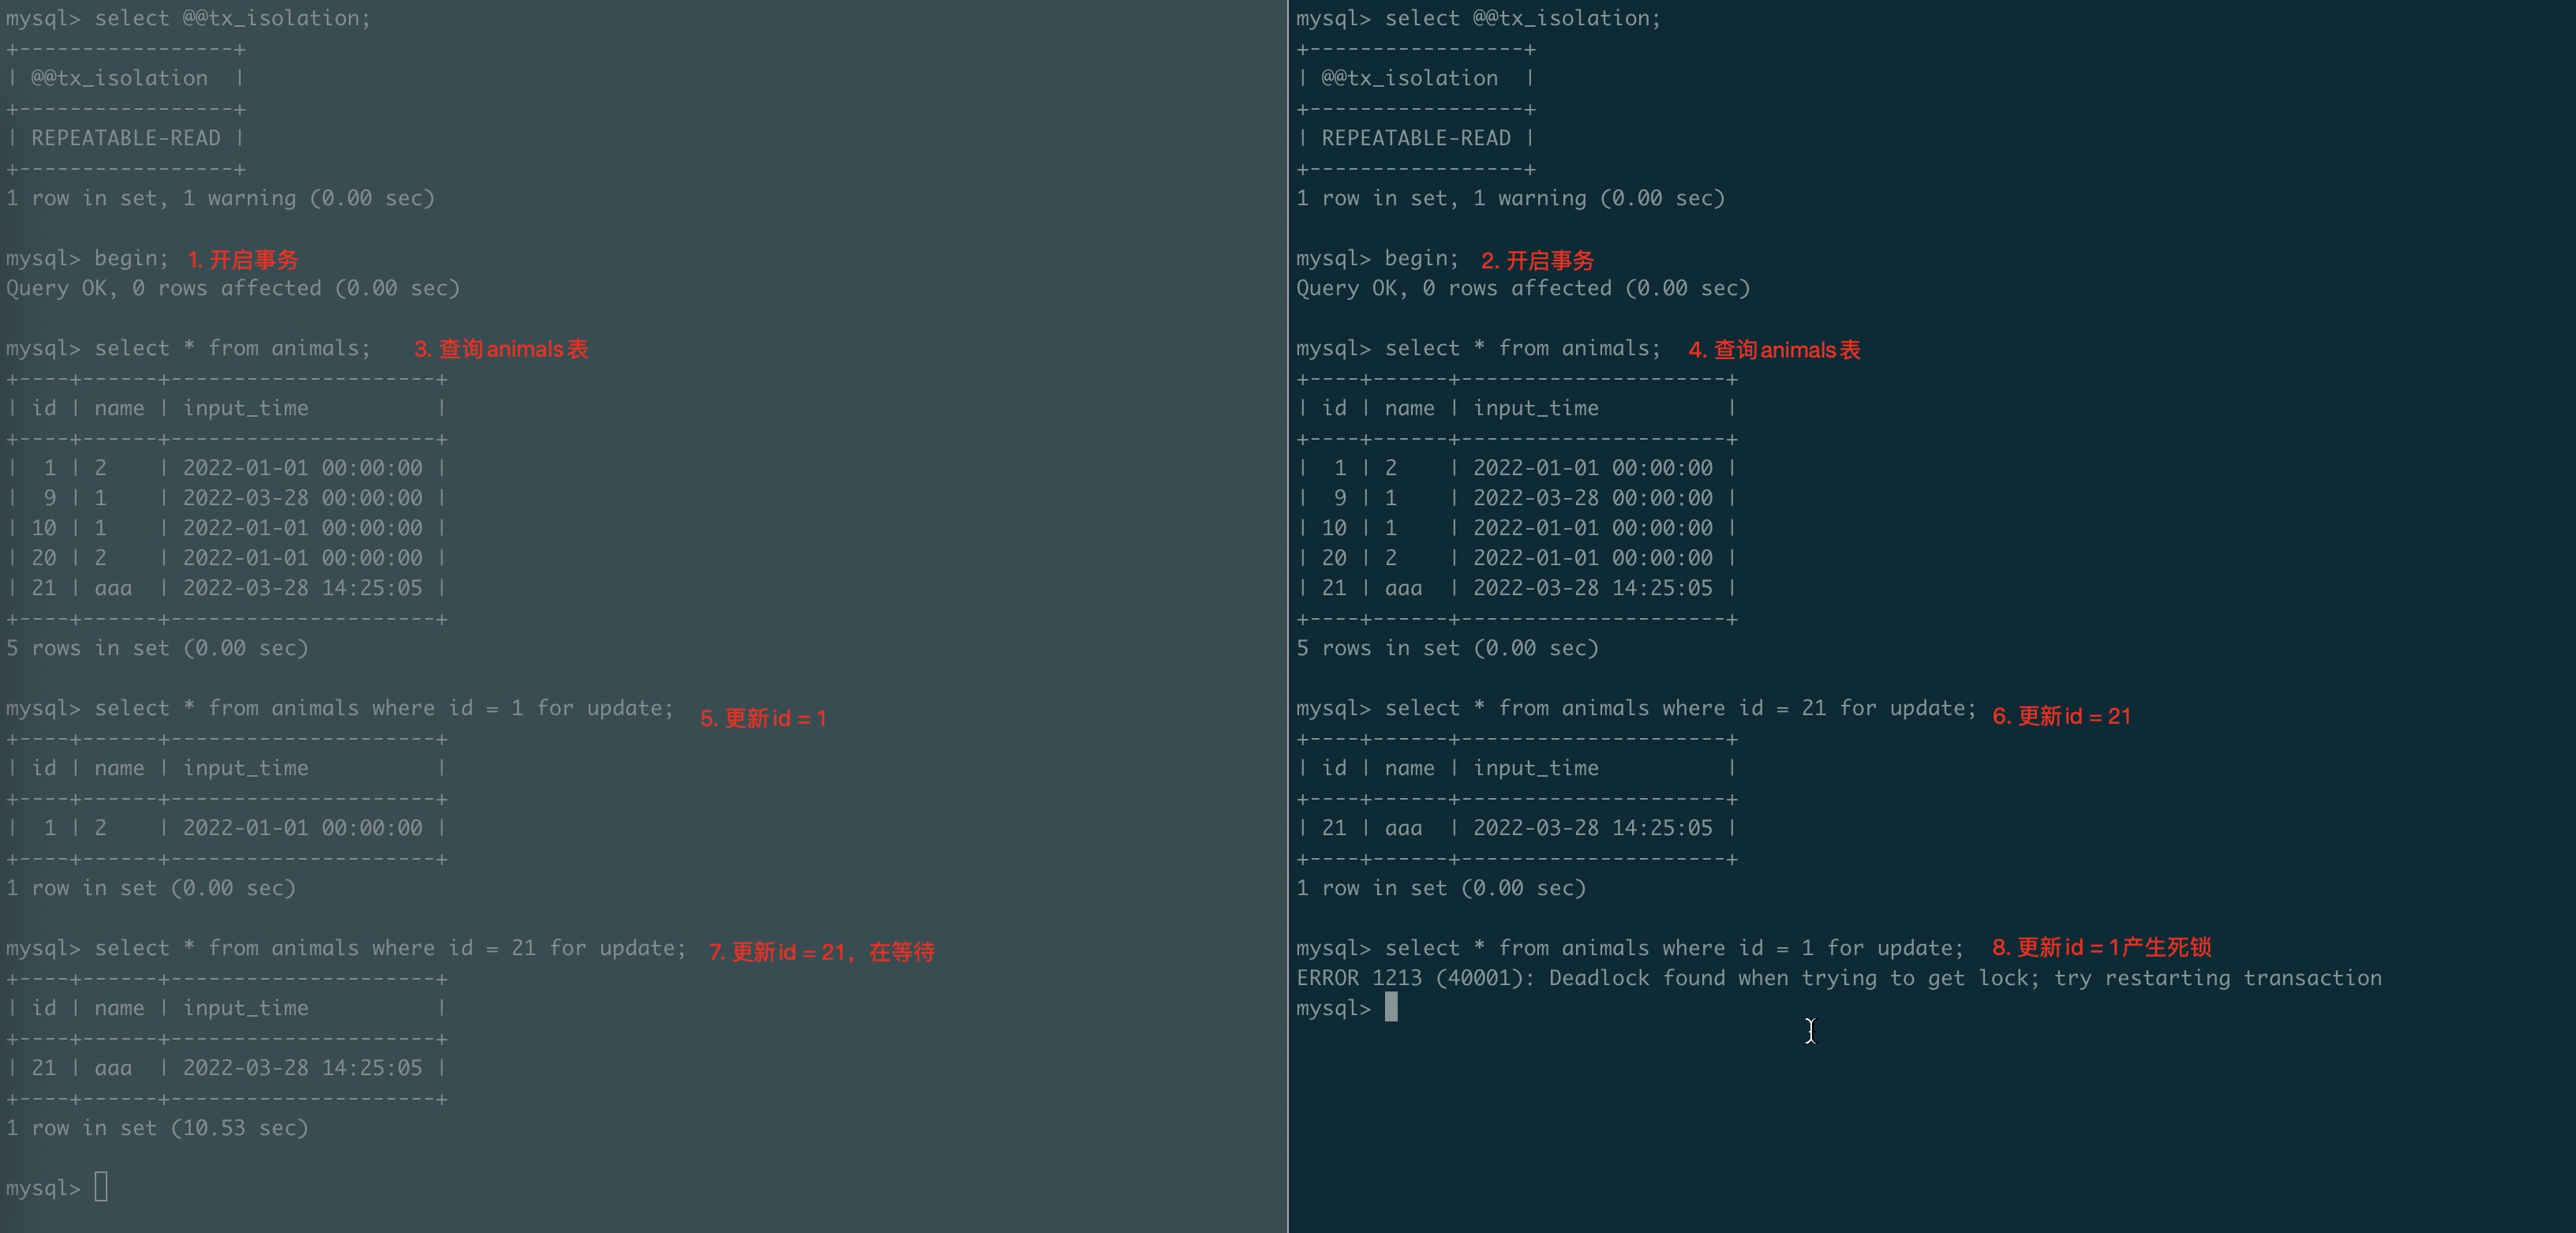 mysql> select @@tx_isolation;
+-----------------+
| @@tx_isolation  |
+-----------------+
| REPEATABLE-READ |
+-----------------+
1 row in set, 1 warning (0.00 sec)
mysql> begin; 1. 开启事务
Query OK, 0 rows affected (0.00 sec)
mysql> select * from animals; 3. 查询animals表
+----+------+---------------------+
| id | name | input_time          |
+----+------+---------------------+
|  1 | 2    | 2022-01-01 00:00:00 |
|  9 | 1    | 2022-03-28 00:00:00 |
| 10 | 1    | 2022-01-01 00:00:00 |
| 20 | 2    | 2022-01-01 00:00:00 |
| 21 | aaa  | 2022-03-28 14:25:05 |
+----+------+---------------------+
5 rows in set (0.00 sec)
mysql> select * from animals where id = 1 for update; 5. 更新id = 1
+----+------+---------------------+
| id | name | input_time          |
+----+------+---------------------+
|  1 | 2    | 2022-01-01 00:00:00 |
+----+------+---------------------+
1 row in set (0.00 sec)
mysql> select * from animals where id = 21 for update; 7. 更新id = 21，在等待
+----+------+---------------------+
| id | name | input_time          |
+----+------+---------------------+
| 21 | aaa  | 2022-03-28 14:25:05 |
+----+------+---------------------+
1 row in set (10.53 sec)
mysql>
mysql> select @@tx_isolation;
+-----------------+
| @@tx_isolation  |
+-----------------+
| REPEATABLE-READ |
+-----------------+
1 row in set, 1 warning (0.00 sec)
mysql> begin; 2. 开启事务
Query OK, 0 rows affected (0.00 sec)
mysql> select * from animals; 4. 查询animals表
+----+------+---------------------+
| id | name | input_time          |
+----+------+---------------------+
|  1 | 2    | 2022-01-01 00:00:00 |
|  9 | 1    | 2022-03-28 00:00:00 |
| 10 | 1    | 2022-01-01 00:00:00 |
| 20 | 2    | 2022-01-01 00:00:00 |
| 21 | aaa  | 2022-03-28 14:25:05 |
+----+------+---------------------+
5 rows in set (0.00 sec)
mysql> select * from animals where id = 21 for update; 6. 更新id = 21
+----+------+---------------------+
| id | name | input_time          |
+----+------+---------------------+
| 21 | aaa  | 2022-03-28 14:25:05 |
+----+------+---------------------+
1 row in set (0.00 sec)
mysql> select * from animals where id = 1 for update; 8. 更新id = 1产生死锁
ERROR 1213 (40001): Deadlock found when trying to get lock; try restarting transaction
mysql>